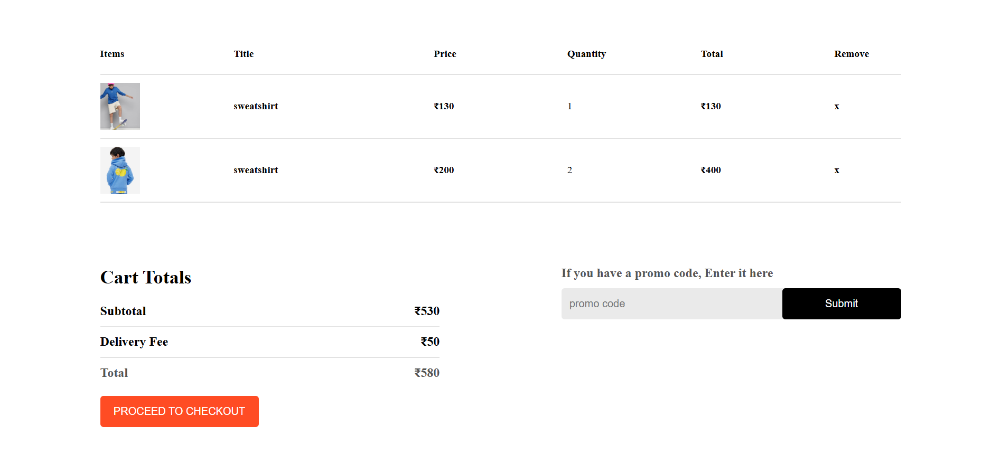 Items Title Price Quantity Total Remove
sweatshirt ₹130 1 ₹130 x
sweatshirt ₹200 2 ₹400 x
Cart Totals
Subtotal ₹530
Delivery Fee ₹50
Total ₹580
PROCEED TO CHECKOUT
If you have a promo code, Enter it here
promo code Submit